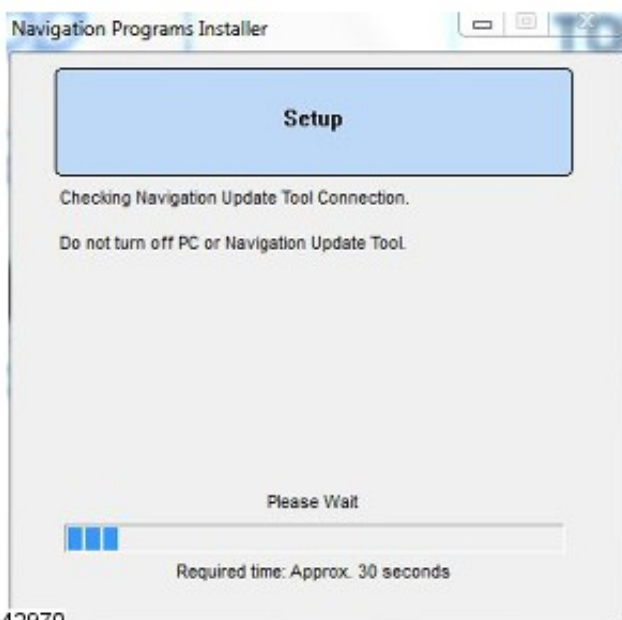 Navigation Programs Installer
Setup
Checking Navigation Update Tool Connection.
Do not turn off PC or Navigation Update Tool.
Please Wait
Required time: Approx. 30 seconds